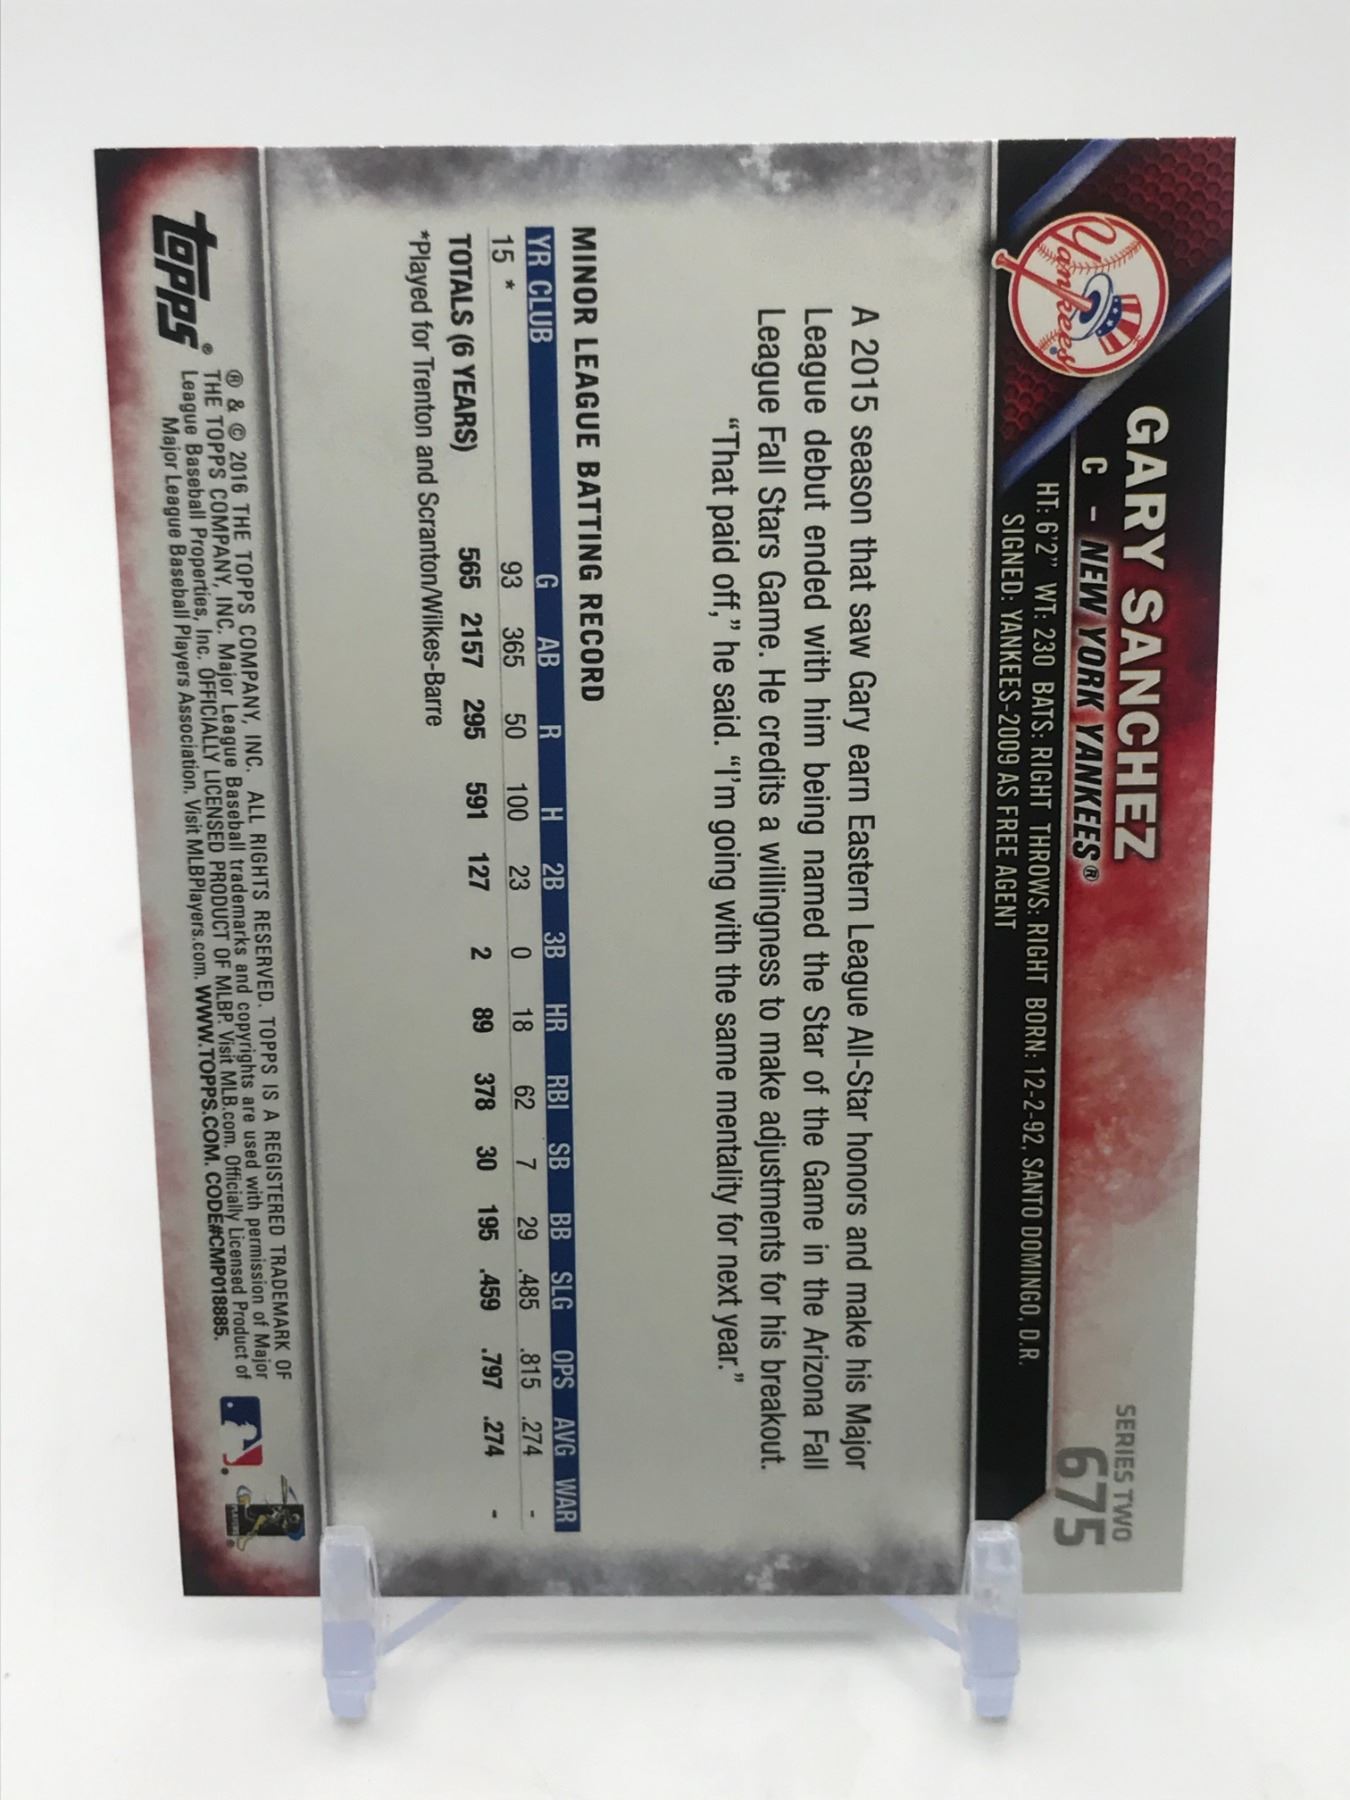 SERIES TWO
675
Yankees
GARY SANCHEZ
C - NEW YORK YANKEES®
HT: 6'2" WT: 230 BATS: RIGHT THROWS: RIGHT BORN: 12-2-92, SANTO DOMINGO, D.R.
SIGNED: YANKEES-2009 AS FREE AGENT
A 2015 season that saw Gary earn Eastern League All-Star honors and make his Major
League debut ended with him being named the Star of the Game in the Arizona Fall
League Fall Stars Game. He credits a willingness to make adjustments for his breakout.
“That paid off,” he said. “I’m going with the same mentality for next year.”
MINOR LEAGUE BATTING RECORD
YR CLUB G AB R H 2B 3B HR RBI SB BB SLG OPS AVG WAR
15 * 93 365 50 100 23 0 18 62 7 29 .485 .815 .274 -
TOTALS (6 YEARS) 565 2157 295 591 127 2 89 378 30 195 .459 .797 .274 -
*Played for Trenton and Scranton/Wilkes-Barre
topps®
® & © 2016 THE TOPPS COMPANY, INC. ALL RIGHTS RESERVED. TOPPS IS A REGISTERED TRADEMARK OF
THE TOPPS COMPANY, INC. Major League Baseball trademarks and copyrights are used with permission of Major
League Baseball Properties, Inc. OFFICIALLY LICENSED PRODUCT OF MLBP. Visit MLB.com. Officially Licensed Product of
Major League Baseball Players Association. Visit MLBPlayers.com. WWW.TOPPS.COM. CODE#CMP018885.